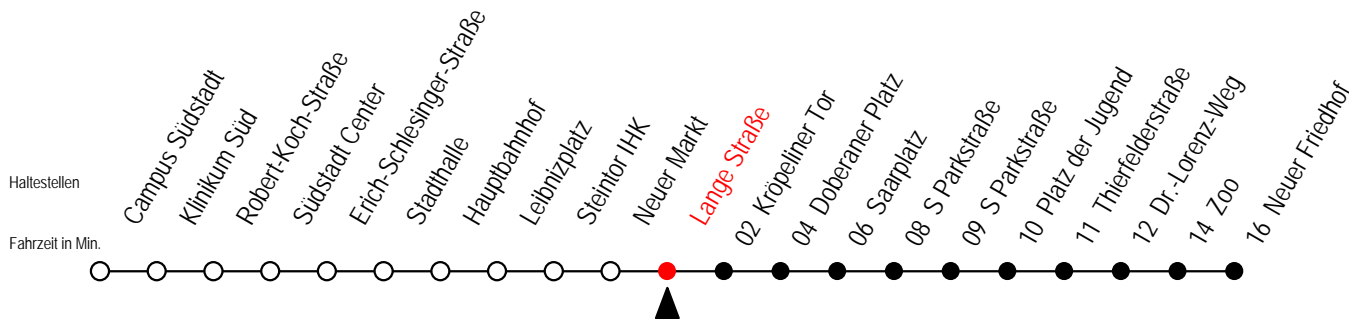 Haltestellen
Fahrzeit in Min.
Campus Südstadt
Klinikum Süd
Robert-Koch-Straße
Südstadt Center
Erich-Schlesinger-Straße
Stadthalle
Hauptbahnhof
Leibnizplatz
Steintor IHK
Neuer Markt
Lange Straße
02 Kröpeliner Tor
04 Doberaner Platz
06 Saarplatz
08 S Parkstraße
09 S Parkstraße
10 Platz der Jugend
11 Thierfelderstraße
12 Dr.-Lorenz-Weg
14 Zoo
16 Neuer Friedhof